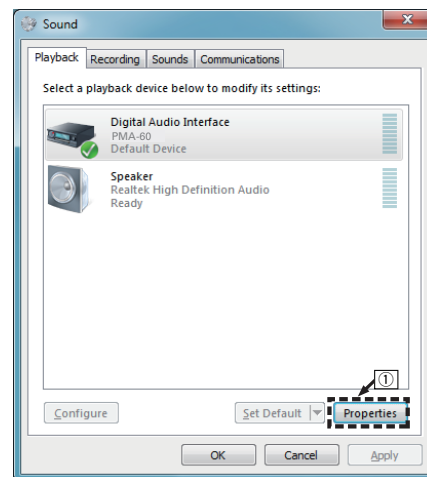 Sound
X
Playback Recording Sounds Communications
Select a playback device below to modify its settings:
Digital Audio Interface
PMA-60
Default Device
Speaker
Realtek High Definition Audio
Ready
①
Configure Set Default Properties
OK Cancel Apply